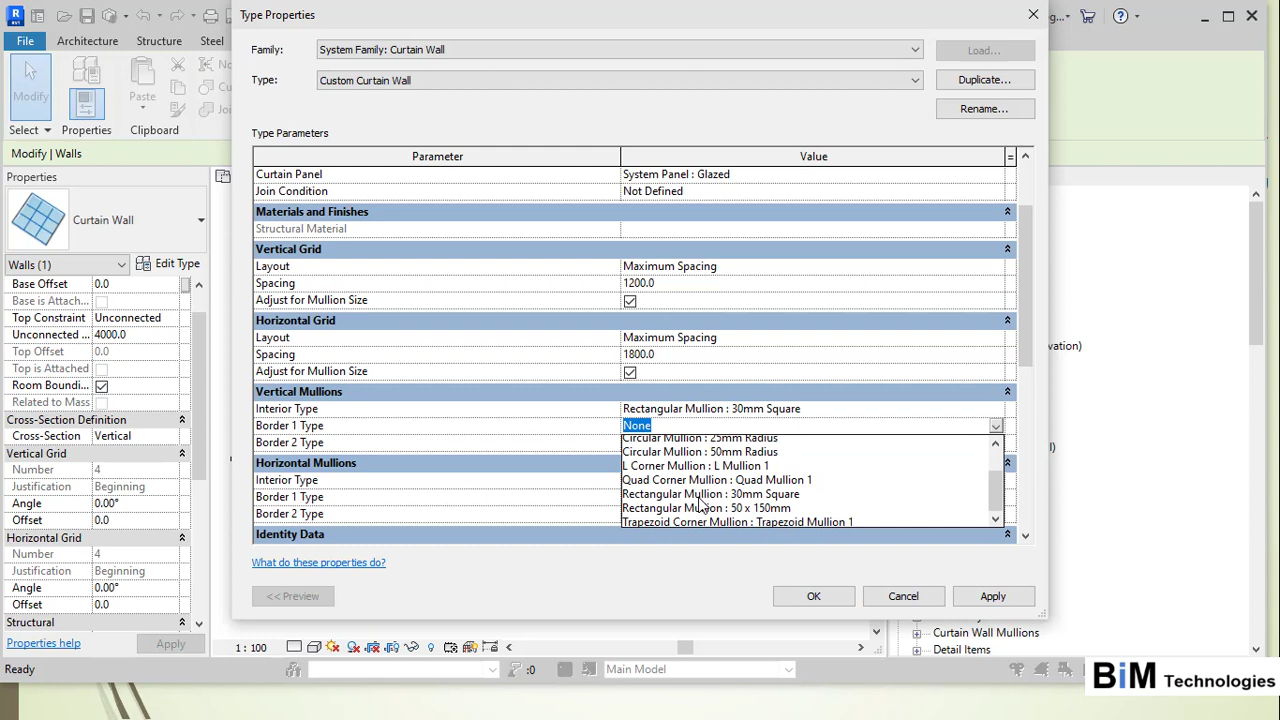 Type Properties
File
Architecture
Structure
Steel
Modify
Paste
Cu
Joi
Select
Properties
Clipboard
Modify | Walls
Properties
Curtain Wall
Walls (1)
Edit Type
Base Offset 0.0
Base is Attach...
Top Constraint Unconnected
Unconnected ... 4000.0
Top Offset 0.0
Top is Attached
Room Boundi...
Related to Mass
Cross-Section Definition
Cross-Section Vertical
Vertical Grid
Number 4
Justification Beginning
Angle 0.00°
Offset 0.0
Horizontal Grid
Number 4
Justification Beginning
Angle 0.00°
Offset 0.0
Structural
Properties help
Apply
Family: System Family: Curtain Wall Load...
Type: Custom Curtain Wall Duplicate...
Rename...
Type Parameters
Parameter Value =
Curtain Panel System Panel : Glazed
Join Condition Not Defined
Materials and Finishes
Structural Material
Vertical Grid
Layout Maximum Spacing
Spacing 1200.0
Adjust for Mullion Size
Horizontal Grid
Layout Maximum Spacing
Spacing 1800.0
Adjust for Mullion Size
Vertical Mullions
Interior Type Rectangular Mullion : 30mm Square
Border 1 Type None
Border 2 Type
Circular Mullion : 25mm Radius
Circular Mullion : 50mm Radius
L Corner Mullion : L Mullion 1
Quad Corner Mullion : Quad Mullion 1
Rectangular Mullion : 30mm Square
Rectangular Mullion : 50 x 150mm
Trapezoid Corner Mullion : Trapezoid Mullion 1
Horizontal Mullions
Interior Type
Border 1 Type
Border 2 Type
Identity Data
What do these properties do?
<< Preview
OK
Cancel
Apply
vation)
Curtain Wall Mullions
Detail Items
1 : 100
Ready
:0
Main Model
BiM Technologies